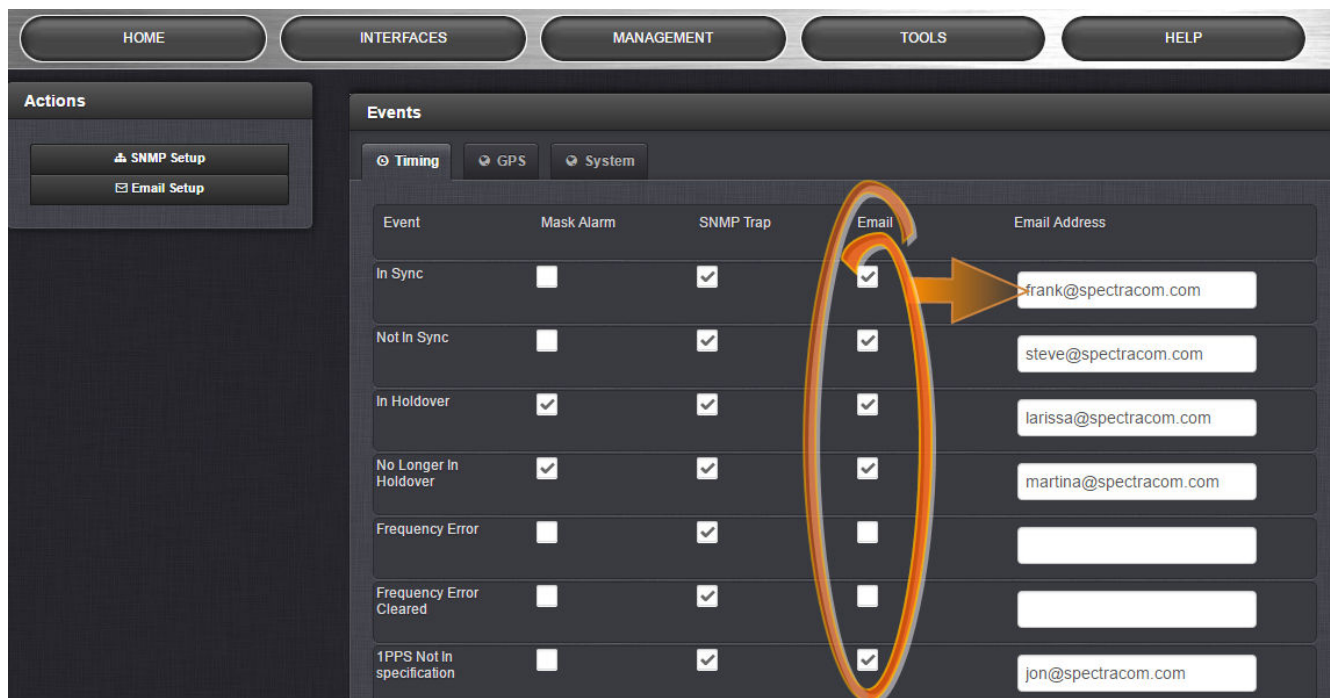 HOME INTERFACES MANAGEMENT TOOLS HELP
Actions
SNMP Setup
Email Setup
Events
Timing GPS System
Event Mask Alarm SNMP Trap Email Email Address
In Sync
frank@spectracom.com
Not In Sync
steve@spectracom.com
In Holdover
larissa@spectracom.com
No Longer In
Holdover
martina@spectracom.com
Frequency Error
Frequency Error
Cleared
1PPS Not In
specification
jon@spectracom.com